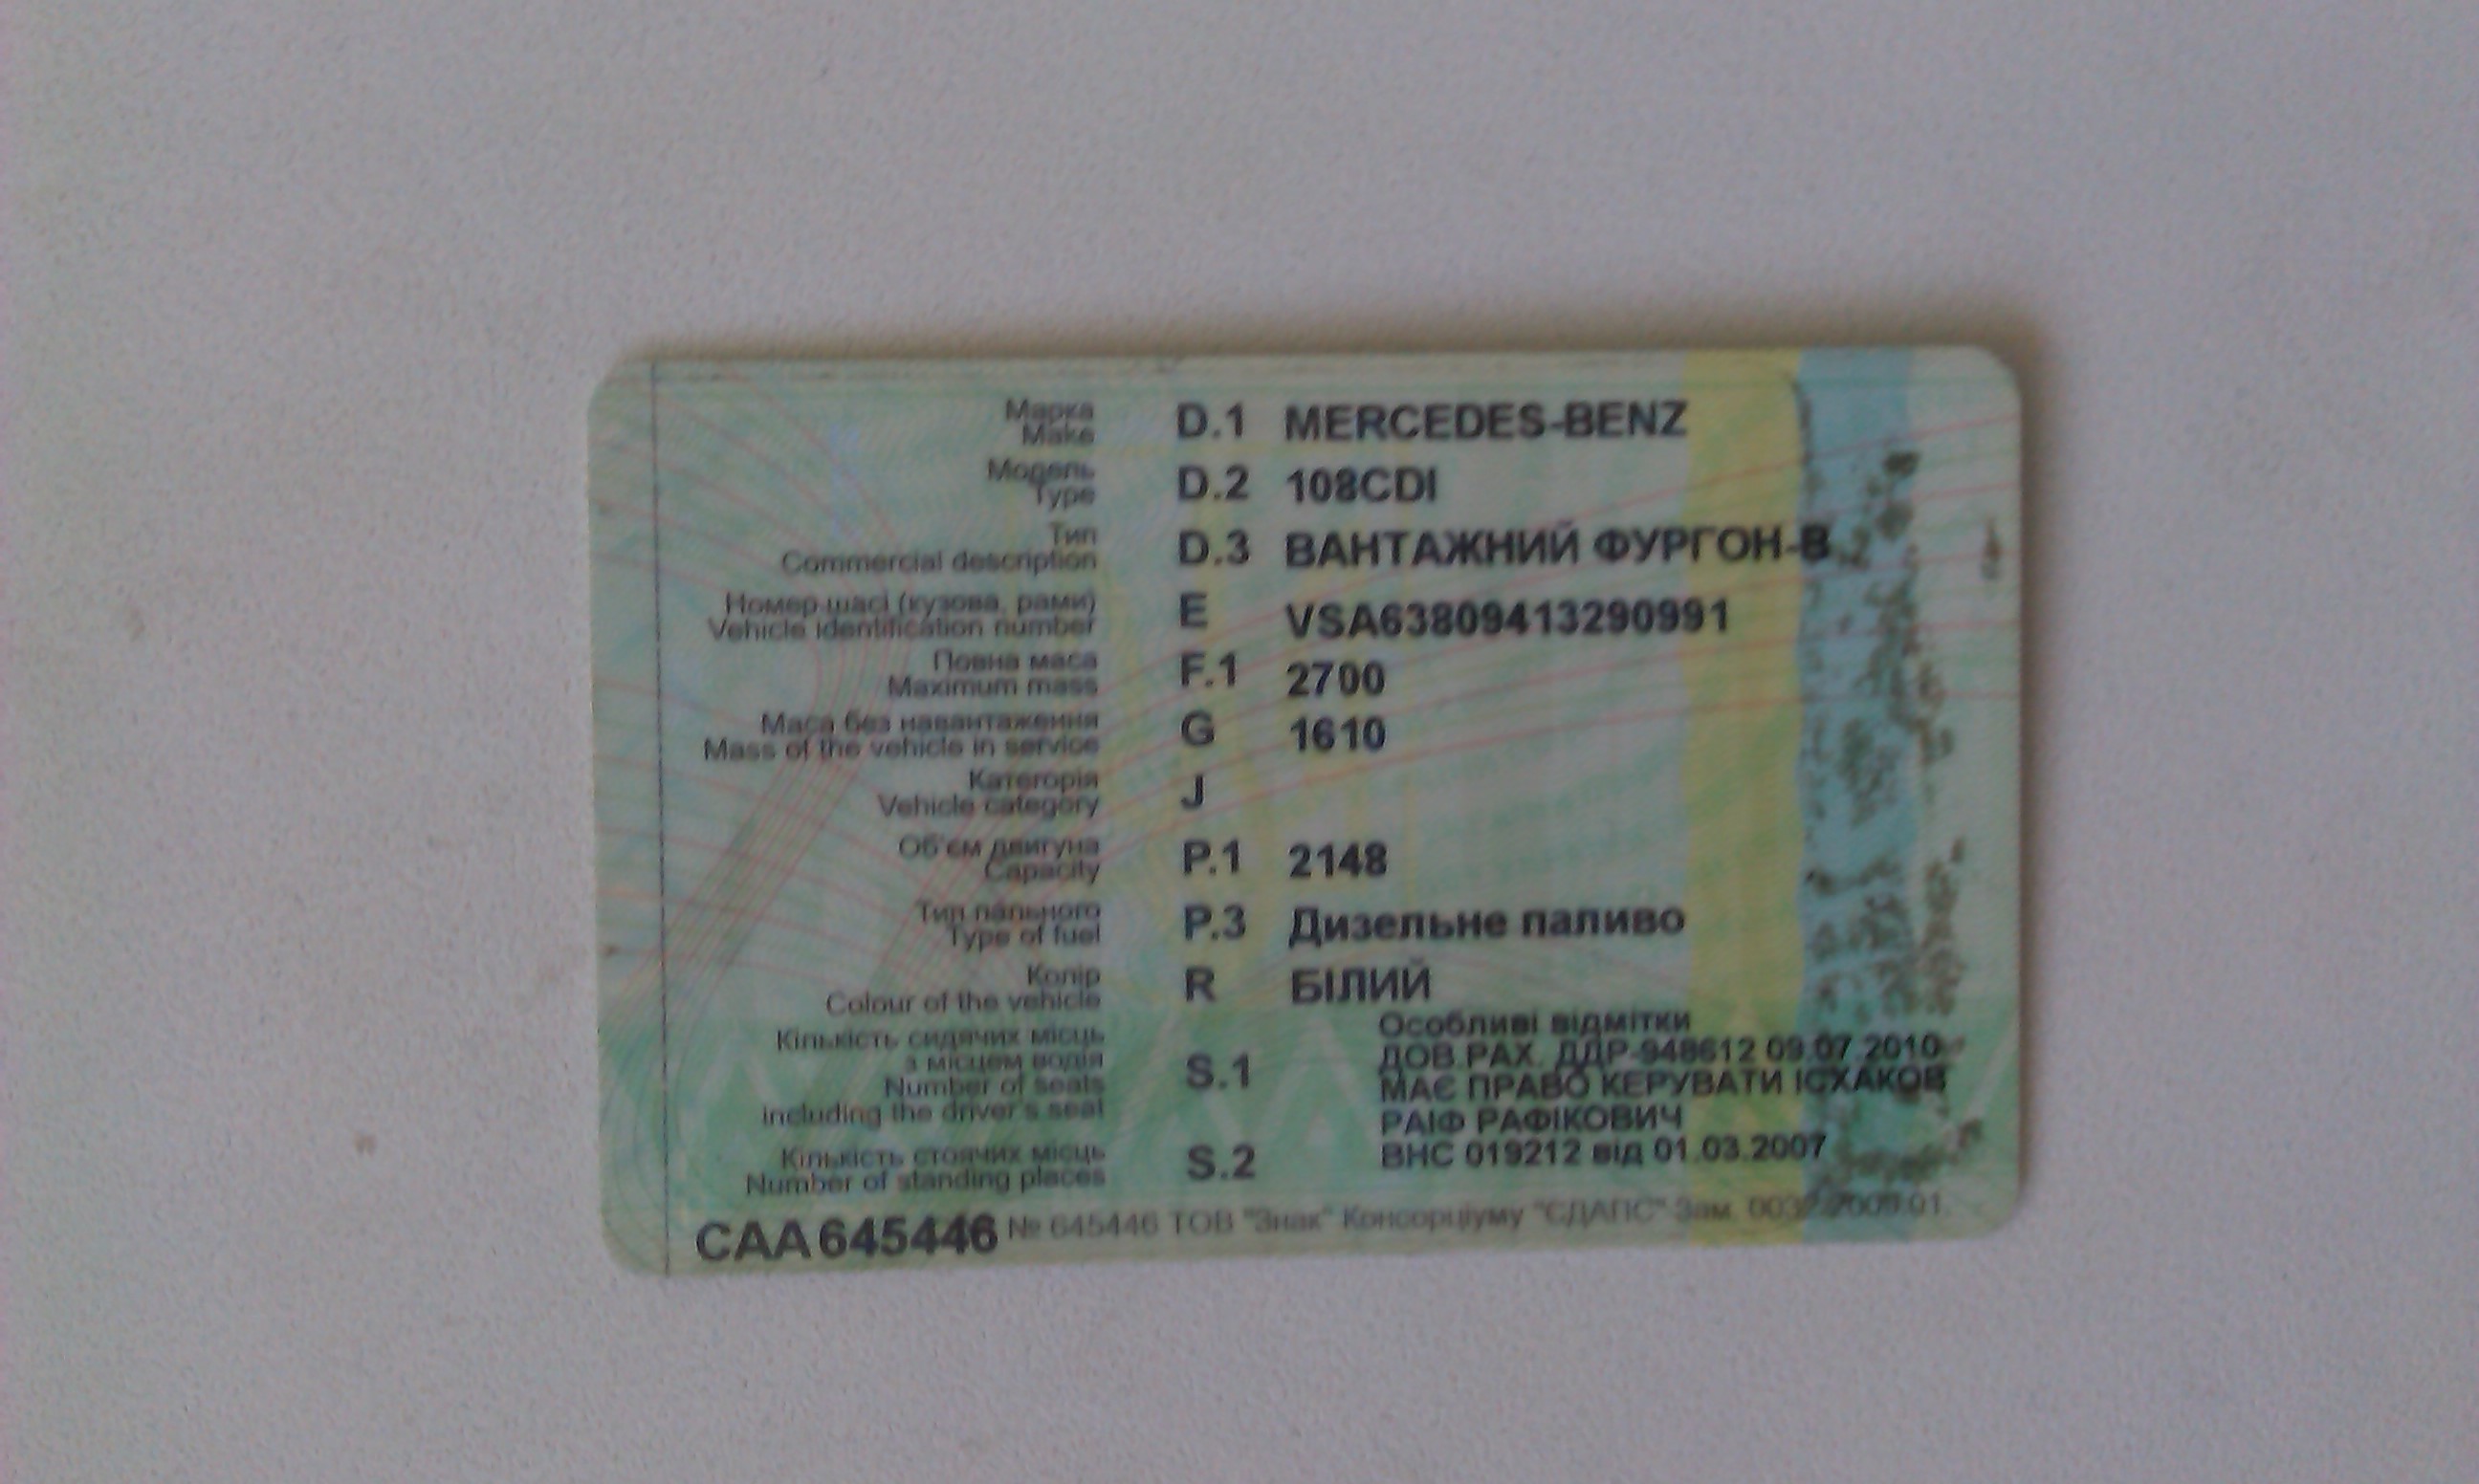 Марка D.1 MERCEDES-BENZ
Make
Модель D.2 108CDI
Type
Тип D.3 ВАНТАЖНИЙ ФУРГОН-В
Commercial description
Номер шасі (кузова, рами) E VSA63809413290991
Vehicle identification number
Повна маса F.1 2700
Maximum mass
Маса без навантаження G 1610
Mass of the vehicle in service
Категорія J
Vehicle category
Об'єм двигуна P.1 2148
Capacity
Тип пального P.3 Дизельне паливо
Type of fuel
Колір R БІЛИЙ
Colour of the vehicle
Кількість сидячих місць
з місцем водія S.1
Number of seats
including the driver's seat
Кількість стоячих місць S.2
Number of standing places
Особливі відмітки
ДОВ.РАХ. ДДР-948612 09.07.2010
МАЄ ПРАВО КЕРУВАТИ ІСХАКОВ
РАІФ РАФІКОВИЧ
ВНС 019212 від 01.03.2007
САА645446 № 645446 ТОВ "Знак" Консорціуму "ЄДАПС" Зам.